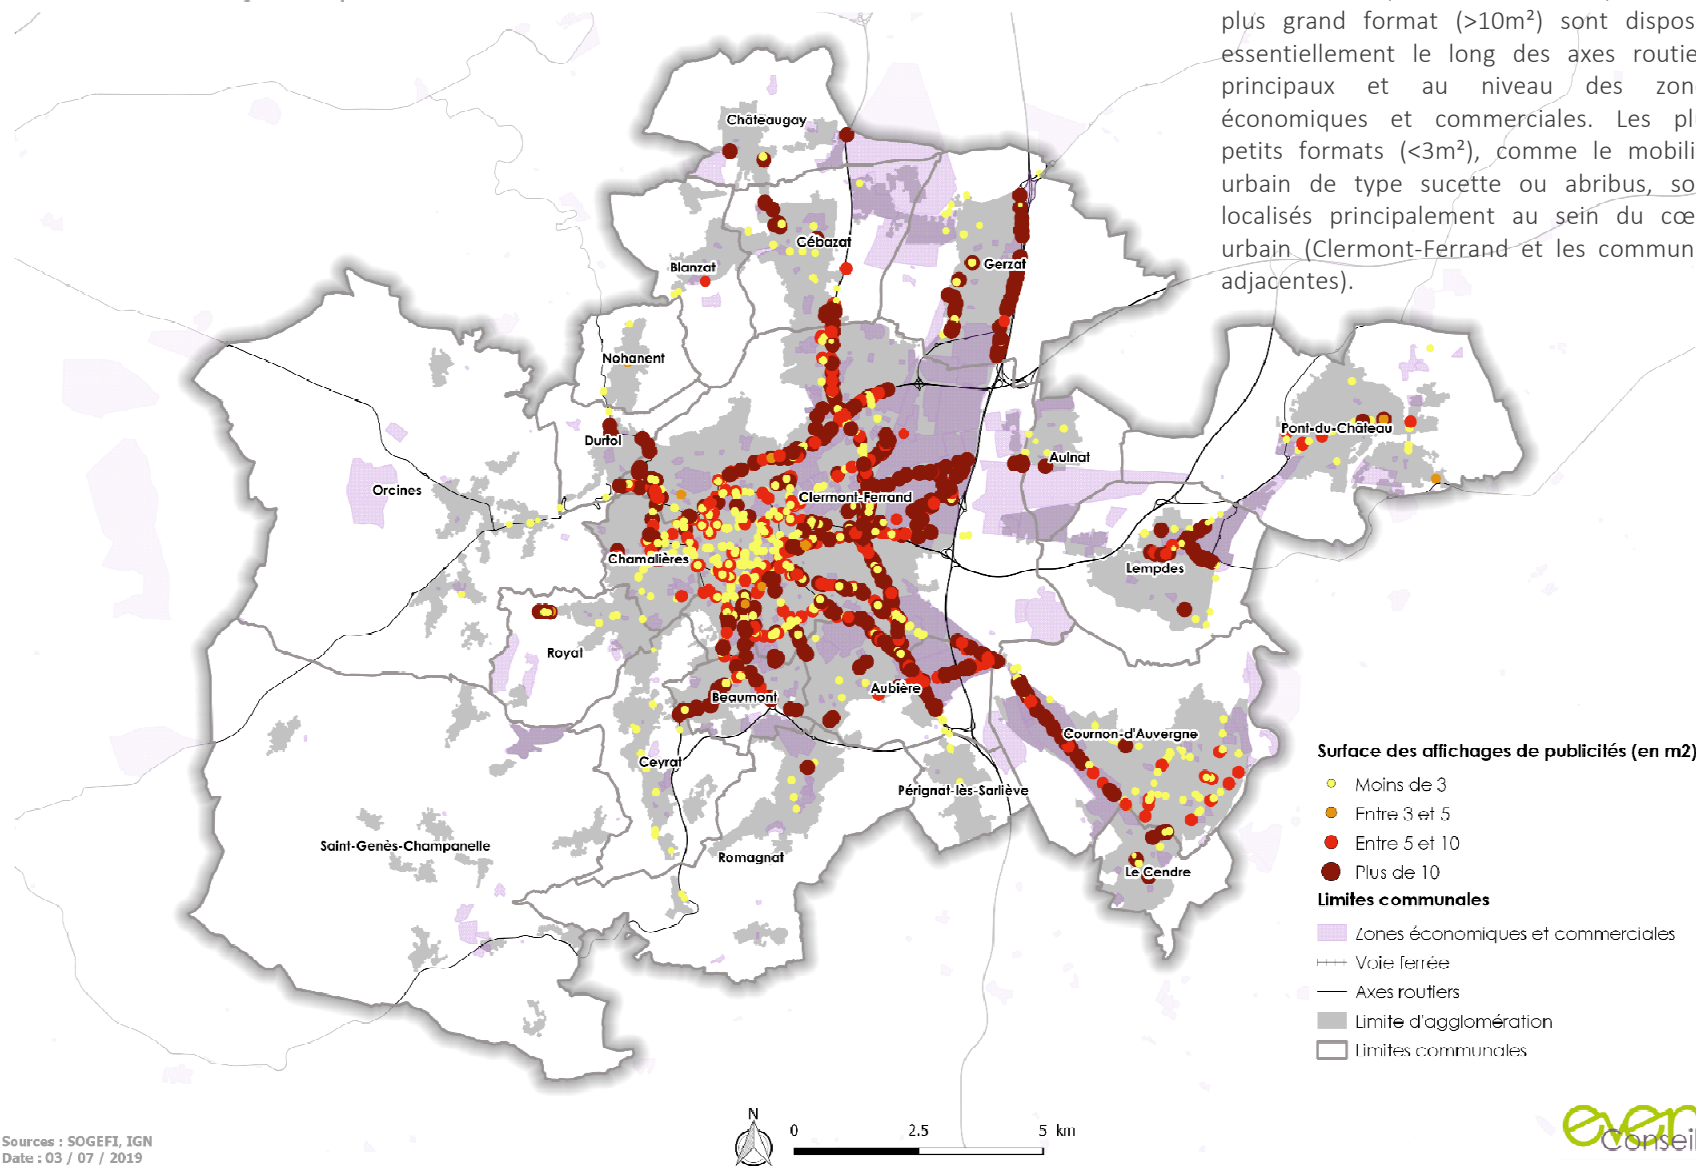 plus grand format (>10m²) sont dispos
essentiellement le long des axes routie
principaux et au niveau des zon
économiques et commerciales. Les pl
petits formats (<3m²), comme le mobili
urbain de type sucette ou abribus, so
localisés principalement au sein du cœ
urbain (Clermont-Ferrand et les commun
adjacentes).
Châteaugay
Cébazat
Gerzat
Blanzat
Nohanent
Durtol
Pont-du-Château
Aulnat
Orcines
Clermont-Ferrand
Chamalières
Lempdes
Royat
Aubière
Beaumont
Cournon-d'Auvergne
Ceyrat
Pérignat-lès-Sarliève
Saint-Genès-Champanelle
Romagnat
Le Cendre
Surface des affichages de publicités (en m2)
Moins de 3
Entre 3 et 5
Entre 5 et 10
Plus de 10
Limites communales
Zones économiques et commerciales
Voie ferrée
Axes routiers
Limite d'agglomération
Limites communales
N
0 2.5 5 km
Sources : SOGEFI, IGN
Date : 03 / 07 / 2019
even
Conseil